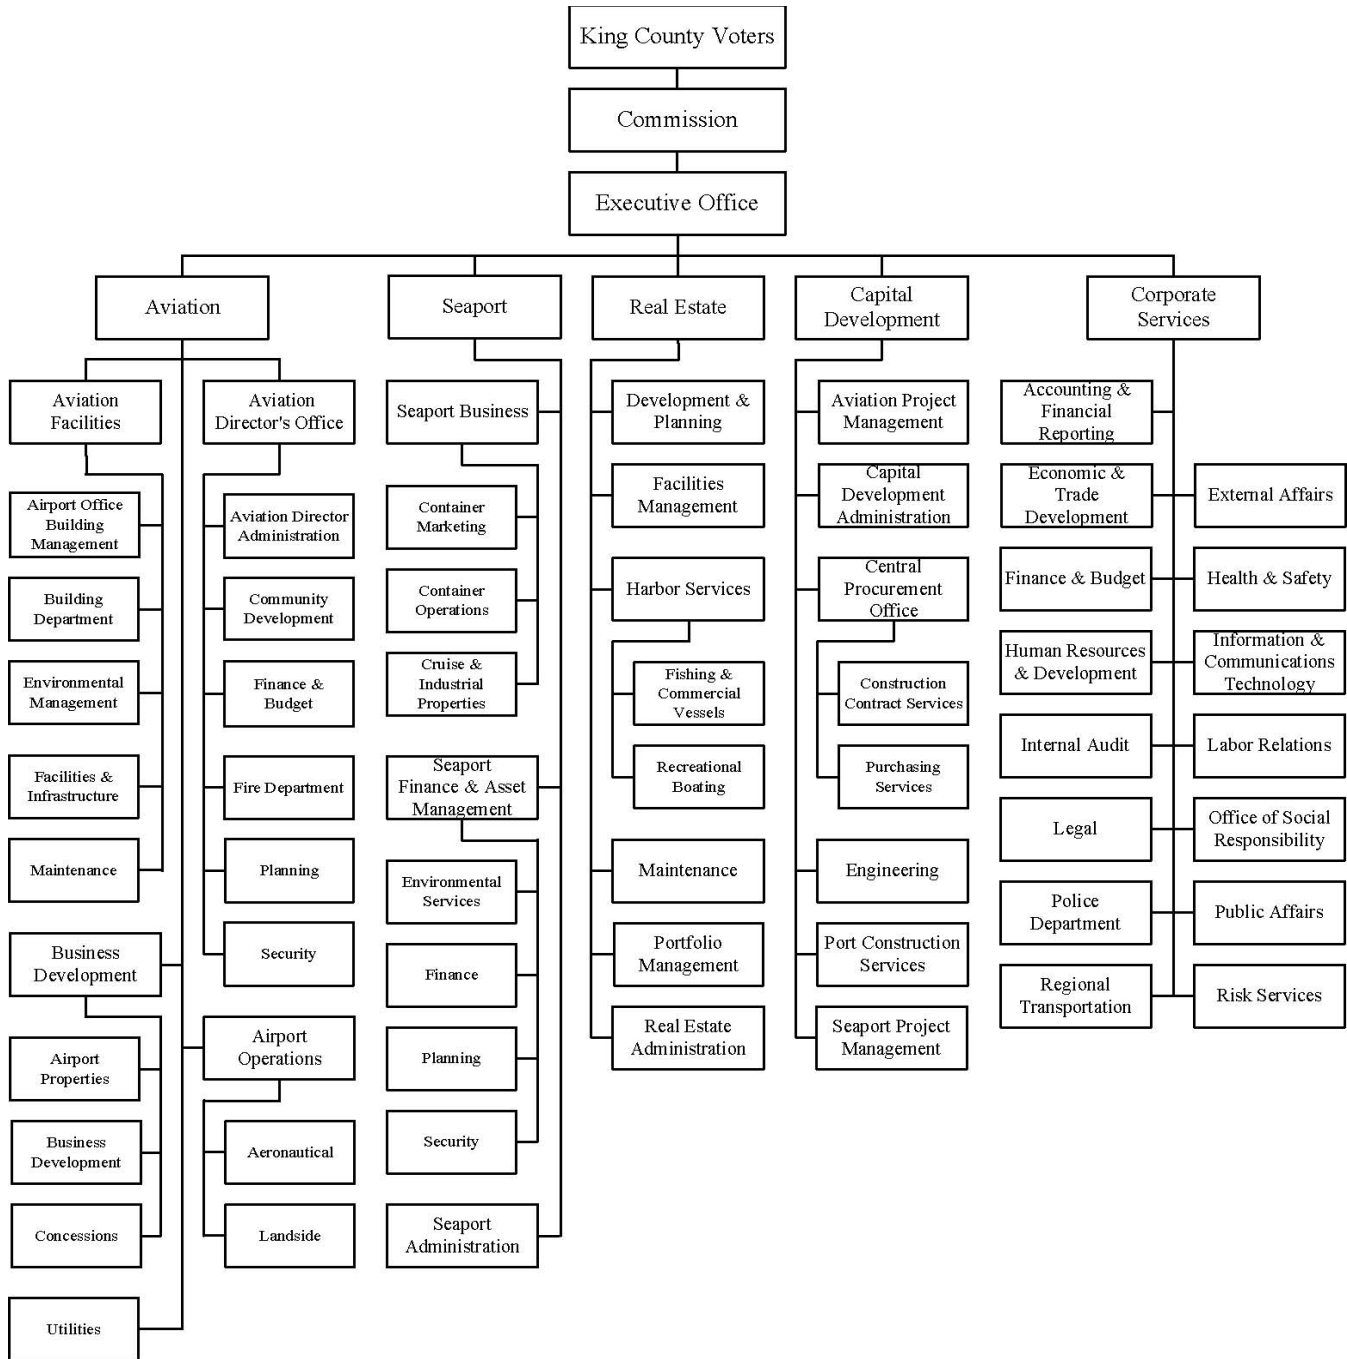 King County Voters
Commission
Executive Office
Aviation
Seaport
Real Estate
Capital
Development
Corporate
Services
Aviation
Facilities
Airport Office
Building
Management
Building
Department
Environmental
Management
Facilities &
Infrastructure
Maintenance
Business
Development
Airport
Properties
Business
Development
Concessions
Utilities
Aviation
Director's Office
Aviation Director
Administration
Community
Development
Finance &
Budget
Fire Department
Planning
Security
Airport
Operations
Aeronautical
Landside
Seaport Business
Container
Marketing
Container
Operations
Cruise &
Industrial
Properties
Seaport
Finance & Asset
Management
Environmental
Services
Finance
Planning
Security
Seaport
Administration
Development &
Planning
Facilities
Management
Harbor Services
Fishing &
Commercial
Vessels
Recreational
Boating
Maintenance
Portfolio
Management
Real Estate
Administration
Aviation Project
Management
Capital
Development
Administration
Central
Procurement
Office
Construction
Contract Services
Purchasing
Services
Engineering
Port Construction
Services
Seaport Project
Management
Accounting &
Financial
Reporting
Economic &
Trade
Development
Finance & Budget
Human Resources
& Development
Internal Audit
Legal
Police
Department
Regional
Transportation
External Affairs
Health & Safety
Information &
Communications
Technology
Labor Relations
Office of Social
Responsibility
Public Affairs
Risk Services